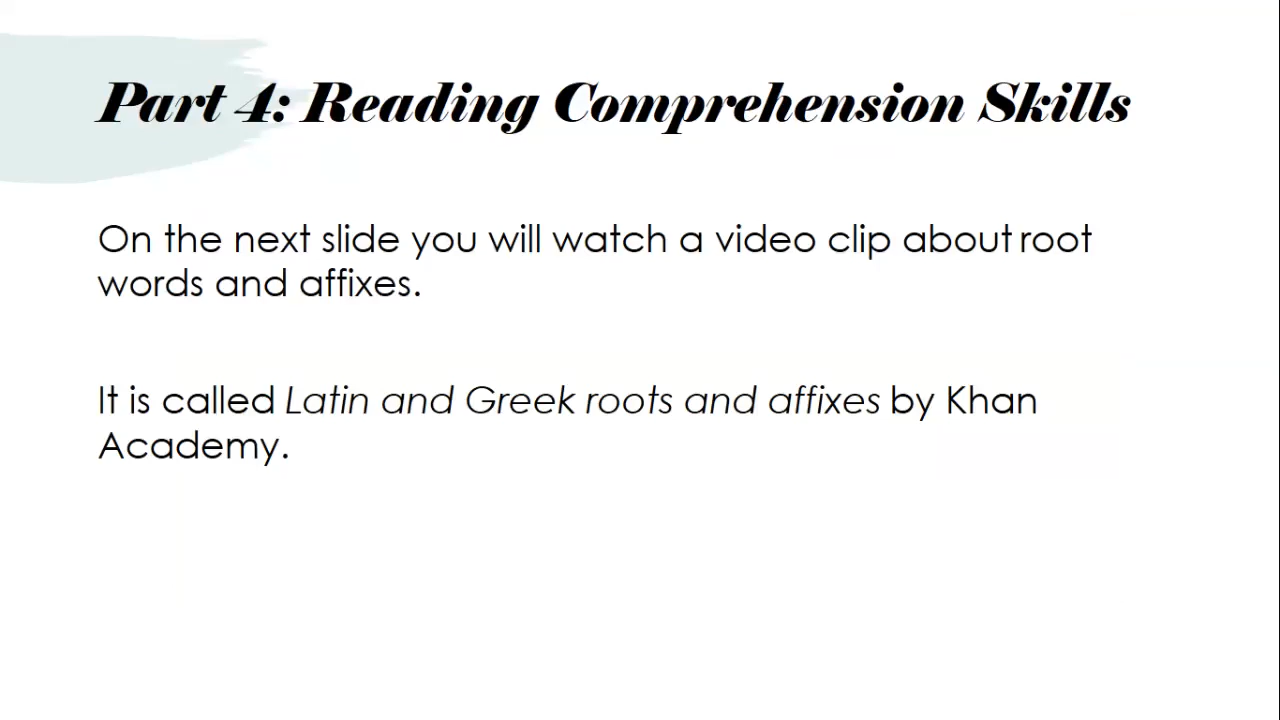 Part 4: Reading Comprehension Skills
On the next slide you will watch a video clip about root
words and affixes.
It is called Latin and Greek roots and affixes by Khan
Academy.